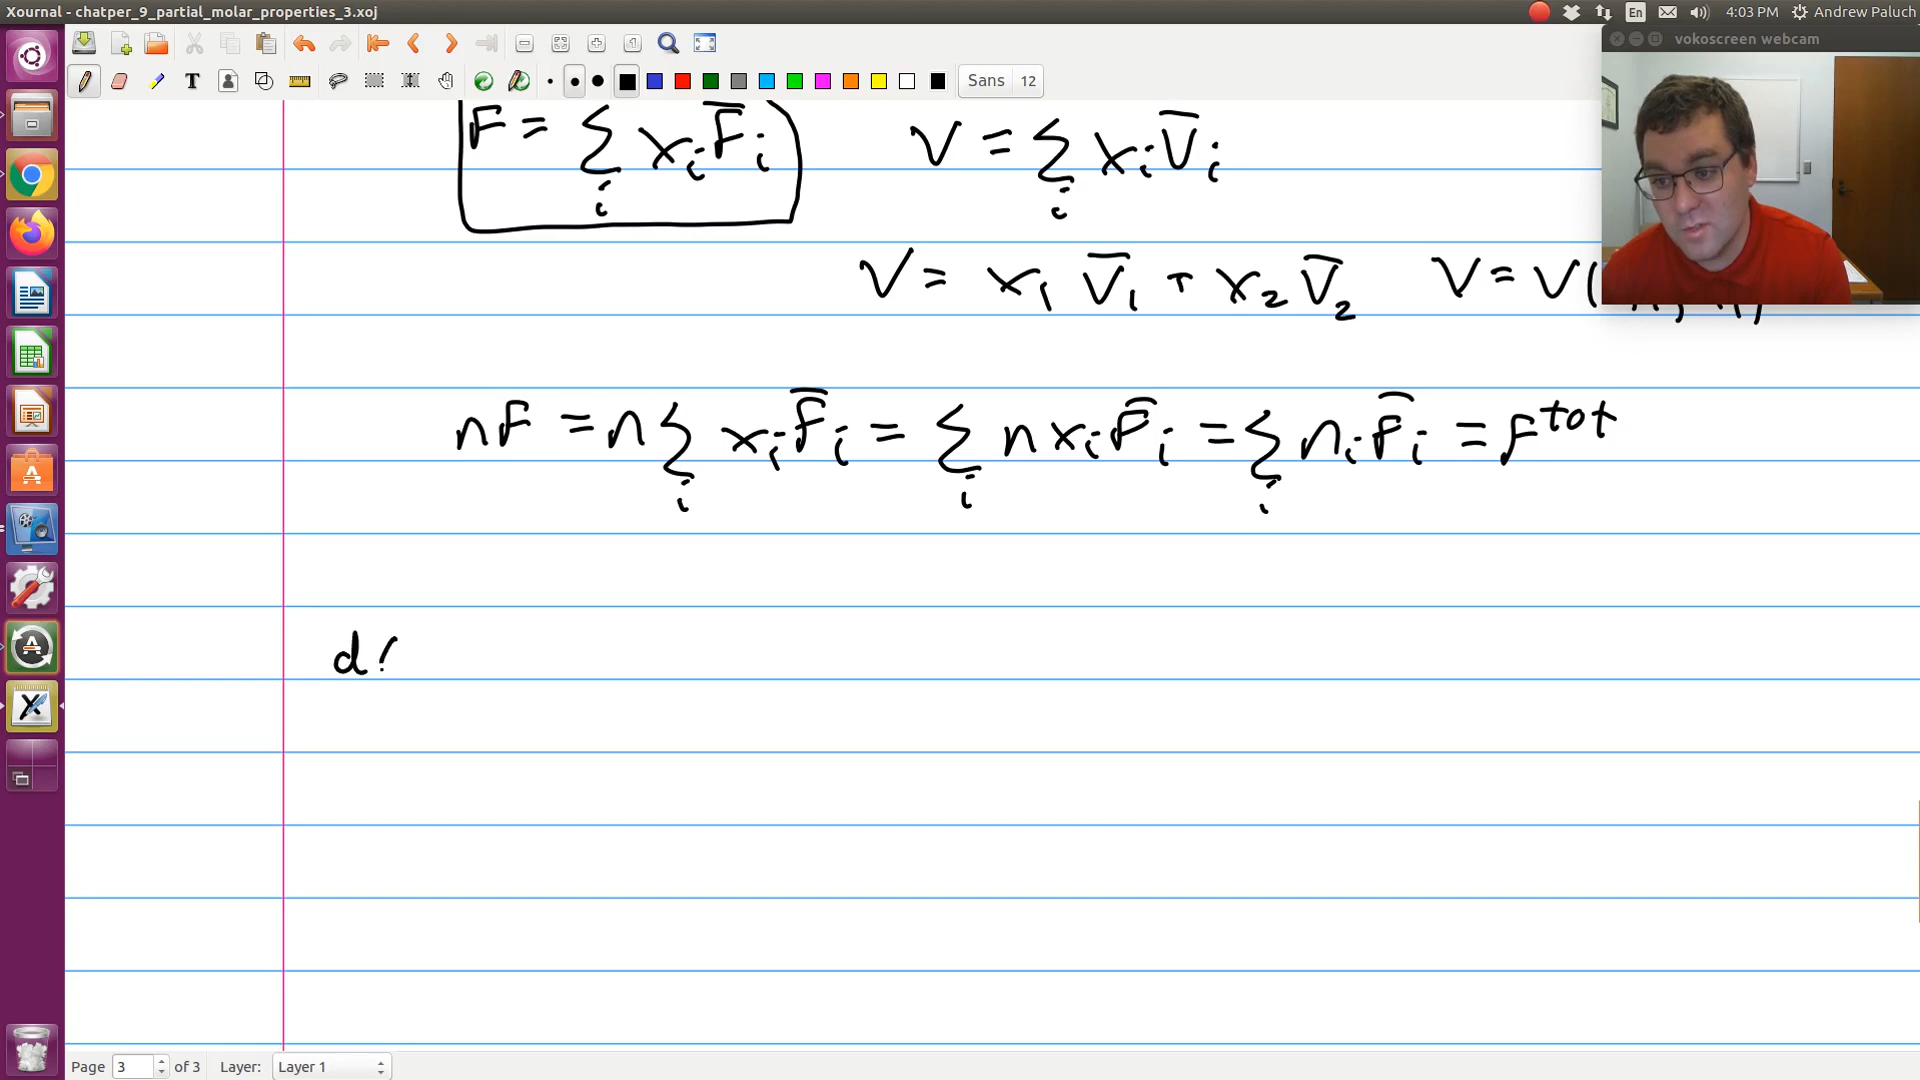 Xournal - chatper_9_partial_molar_properties_3.xoj
En 4:03 PM Andrew Paluch
vokoscreen webcam
Sans 12
F = Σ_i x_i F̅_i V = Σ_i x_i V̅_i
V = x_1 V̅_1 + x_2 V̅_2 V = V(
nF = n Σ_i x_i F̅_i = Σ_i n x_i F̅_i = Σ_i n_i F̅_i = F^tot
d(
Page 3 of 3 Layer: Layer 1